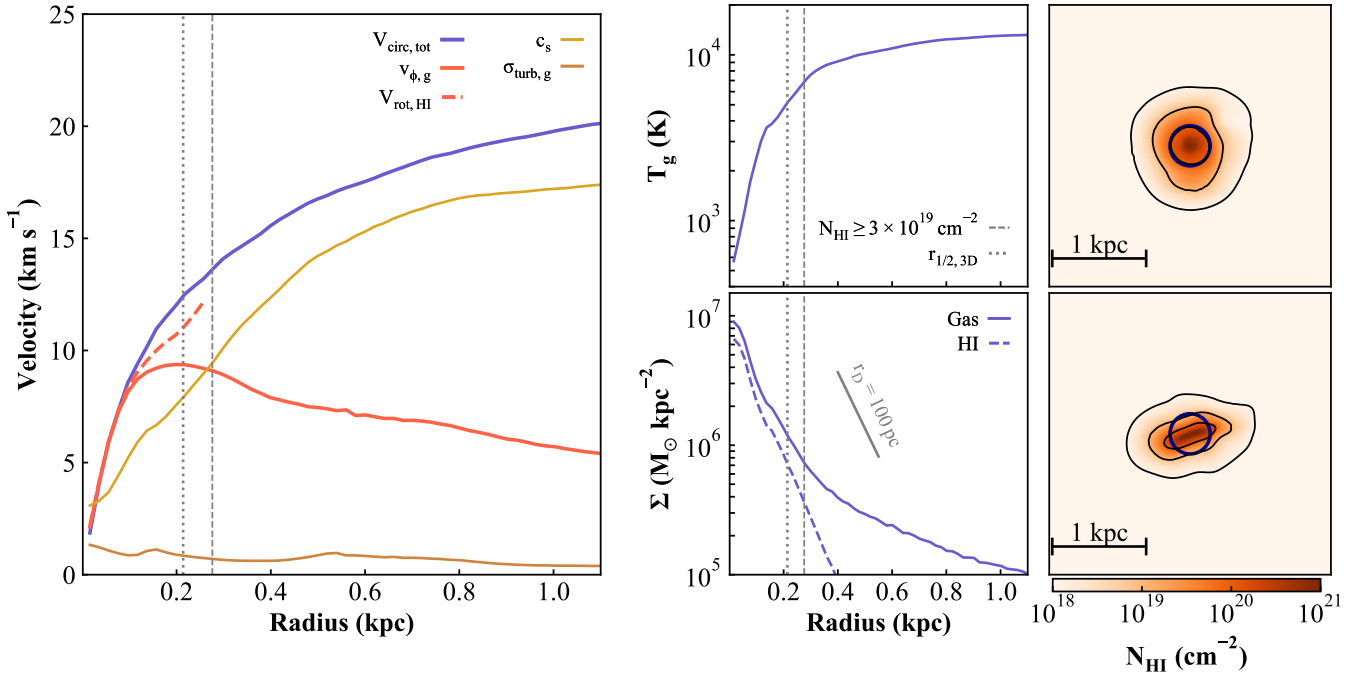 25
20
15
10
5
0
Velocity (km s⁻¹)
V_circ, tot
v_ϕ, g
V_rot, HI
c_s
σ_turb, g
0.2
0.4
0.6
0.8
1.0
Radius (kpc)
10⁴
10³
T_g (K)
N_HI ≥ 3 × 10¹⁹ cm⁻²
r_1/2, 3D
1 kpc
10⁷
10⁶
10⁵
Σ (M_⊙ kpc⁻²)
Gas
HI
r_D = 100 pc
0.2
0.4
0.6
0.8
1.0
Radius (kpc)
1 kpc
10¹⁸
10¹⁹
10²⁰
10²¹
N_HI (cm⁻²)